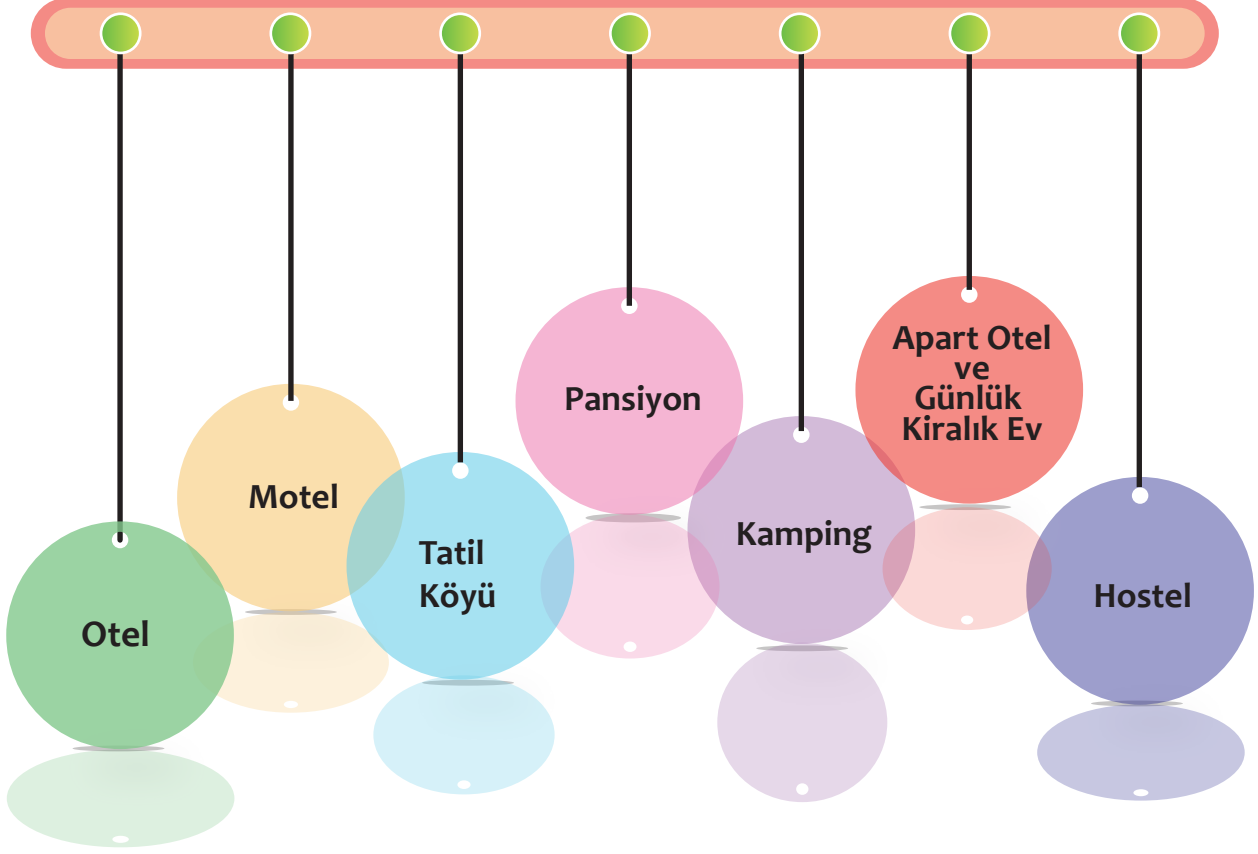 Otel
Motel
Tatil
Köyü
Pansiyon
Kamping
Apart Otel
ve
Günlük
Kiralık Ev
Hostel